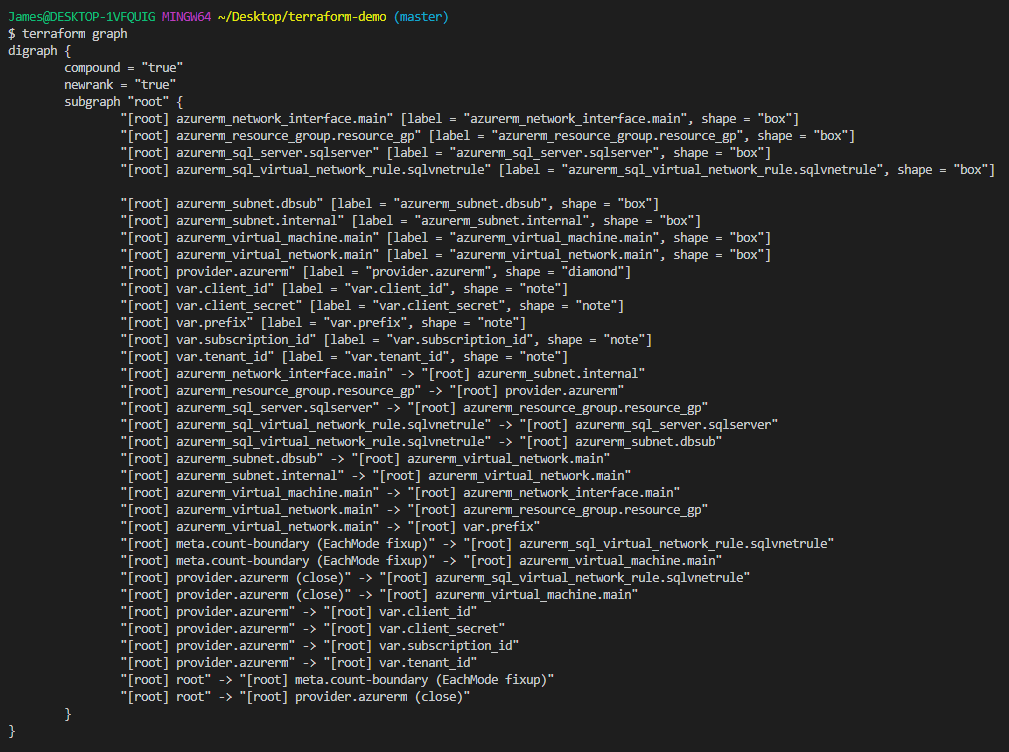 James@DESKTOP-1VFQUIG MINGW64 ~/Desktop/terraform-demo (master)
$ terraform graph
digraph {
        compound = "true"
        newrank = "true"
        subgraph "root" {
                "[root] azurerm_network_interface.main" [label = "azurerm_network_interface.main", shape = "box"]
                "[root] azurerm_resource_group.resource_gp" [label = "azurerm_resource_group.resource_gp", shape = "box"]
                "[root] azurerm_sql_server.sqlserver" [label = "azurerm_sql_server.sqlserver", shape = "box"]
                "[root] azurerm_sql_virtual_network_rule.sqlvnetrule" [label = "azurerm_sql_virtual_network_rule.sqlvnetrule", shape = "box"]

                "[root] azurerm_subnet.dbsub" [label = "azurerm_subnet.dbsub", shape = "box"]
                "[root] azurerm_subnet.internal" [label = "azurerm_subnet.internal", shape = "box"]
                "[root] azurerm_virtual_machine.main" [label = "azurerm_virtual_machine.main", shape = "box"]
                "[root] azurerm_virtual_network.main" [label = "azurerm_virtual_network.main", shape = "box"]
                "[root] provider.azurerm" [label = "provider.azurerm", shape = "diamond"]
                "[root] var.client_id" [label = "var.client_id", shape = "note"]
                "[root] var.client_secret" [label = "var.client_secret", shape = "note"]
                "[root] var.prefix" [label = "var.prefix", shape = "note"]
                "[root] var.subscription_id" [label = "var.subscription_id", shape = "note"]
                "[root] var.tenant_id" [label = "var.tenant_id", shape = "note"]
                "[root] azurerm_network_interface.main" -> "[root] azurerm_subnet.internal"
                "[root] azurerm_resource_group.resource_gp" -> "[root] provider.azurerm"
                "[root] azurerm_sql_server.sqlserver" -> "[root] azurerm_resource_group.resource_gp"
                "[root] azurerm_sql_virtual_network_rule.sqlvnetrule" -> "[root] azurerm_sql_server.sqlserver"
                "[root] azurerm_sql_virtual_network_rule.sqlvnetrule" -> "[root] azurerm_subnet.dbsub"
                "[root] azurerm_subnet.dbsub" -> "[root] azurerm_virtual_network.main"
                "[root] azurerm_subnet.internal" -> "[root] azurerm_virtual_network.main"
                "[root] azurerm_virtual_machine.main" -> "[root] azurerm_network_interface.main"
                "[root] azurerm_virtual_network.main" -> "[root] azurerm_resource_group.resource_gp"
                "[root] azurerm_virtual_network.main" -> "[root] var.prefix"
                "[root] meta.count-boundary (EachMode fixup)" -> "[root] azurerm_sql_virtual_network_rule.sqlvnetrule"
                "[root] meta.count-boundary (EachMode fixup)" -> "[root] azurerm_virtual_machine.main"
                "[root] provider.azurerm (close)" -> "[root] azurerm_sql_virtual_network_rule.sqlvnetrule"
                "[root] provider.azurerm (close)" -> "[root] azurerm_virtual_machine.main"
                "[root] provider.azurerm" -> "[root] var.client_id"
                "[root] provider.azurerm" -> "[root] var.client_secret"
                "[root] provider.azurerm" -> "[root] var.subscription_id"
                "[root] provider.azurerm" -> "[root] var.tenant_id"
                "[root] root" -> "[root] meta.count-boundary (EachMode fixup)"
                "[root] root" -> "[root] provider.azurerm (close)"
        }
}